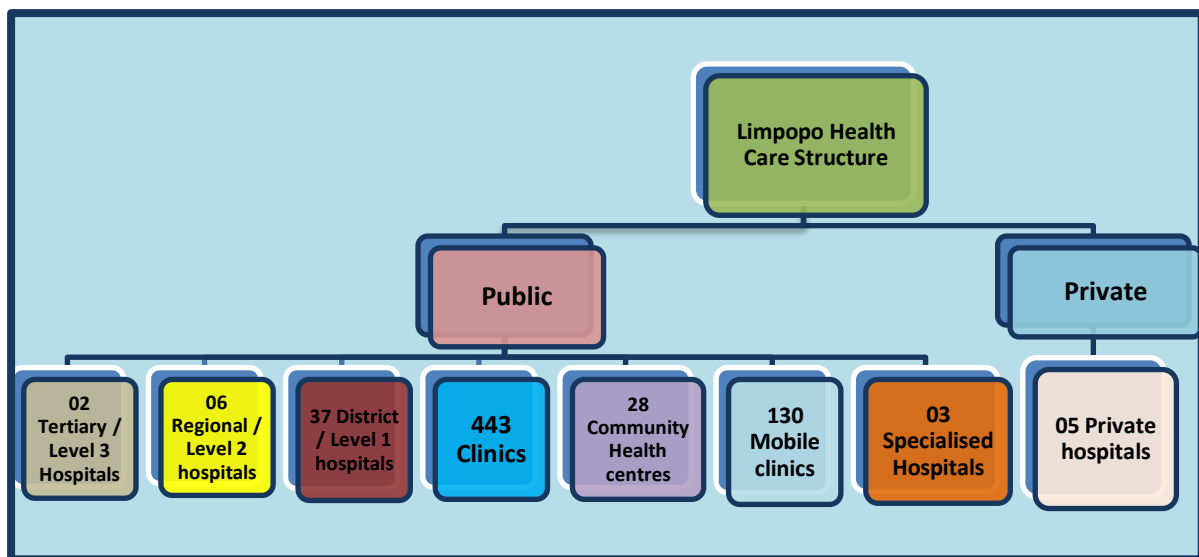 Limpopo Health
Care Structure
Public
Private
02
Tertiary /
Level 3
Hospitals
06
Regional /
Level 2
hospitals
37 District
/ Level 1
hospitals
443
Clinics
28
Community
Health
centres
130
Mobile
clinics
03
Specialised
Hospitals
05 Private
hospitals